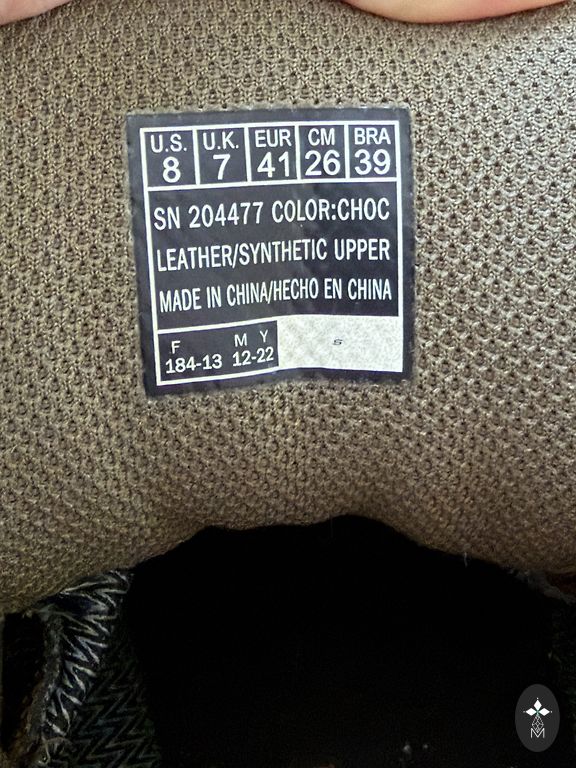 U.S. U.K. EUR CM BRA
8 7 41 26 39
SN 204477 COLOR:CHOC
LEATHER/SYNTHETIC UPPER
MADE IN CHINA/HECHO EN CHINA
F M Y
184-13 12-22
S
M